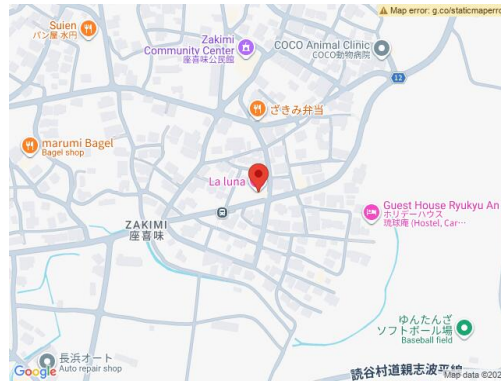 Map error: g.co/staticmaperro
Suien
パン屋 水円
Zakimi
Community Center
座喜味公民館
COCO Animal Clinic
COCO動物病院
12
ざきみ弁当
marumi Bagel
Bagel shop
La luna
Guest House Ryukyu An
ホリデーハウス
琉球庵 (Hostel, Car…
ZAKIMI
座喜味
ゆんたんざ
ソフトボール場
Baseball field
長浜オート
Auto repair shop
読谷村道親志波平線
Google
Map data ©202